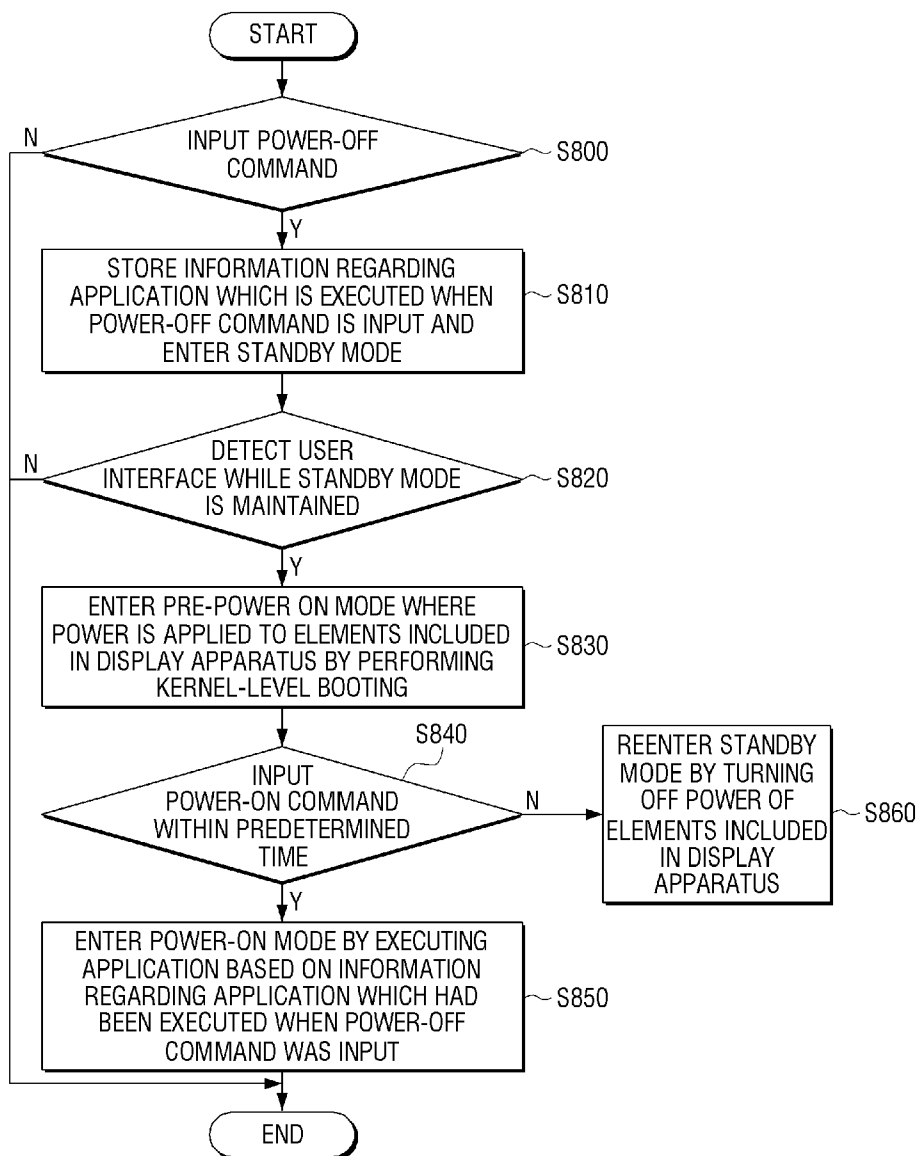 START
INPUT POWER-OFF
COMMAND
N
S800
Y
STORE INFORMATION REGARDING
APPLICATION WHICH IS EXECUTED WHEN
POWER-OFF COMMAND IS INPUT AND
ENTER STANDBY MODE
S810
DETECT USER
INTERFACE WHILE STANDBY MODE
IS MAINTAINED
N
S820
Y
ENTER PRE-POWER ON MODE WHERE
POWER IS APPLIED TO ELEMENTS INCLUDED
IN DISPLAY APPARATUS BY PERFORMING
KERNEL-LEVEL BOOTING
S830
S840
INPUT
POWER-ON COMMAND
WITHIN PREDETERMINED
TIME
N
REENTER STANDBY
MODE BY TURNING
OFF POWER OF
ELEMENTS INCLUDED
IN DISPLAY
APPARATUS
S860
Y
ENTER POWER-ON MODE BY EXECUTING
APPLICATION BASED ON INFORMATION
REGARDING APPLICATION WHICH HAD
BEEN EXECUTED WHEN POWER-OFF
COMMAND WAS INPUT
S850
END